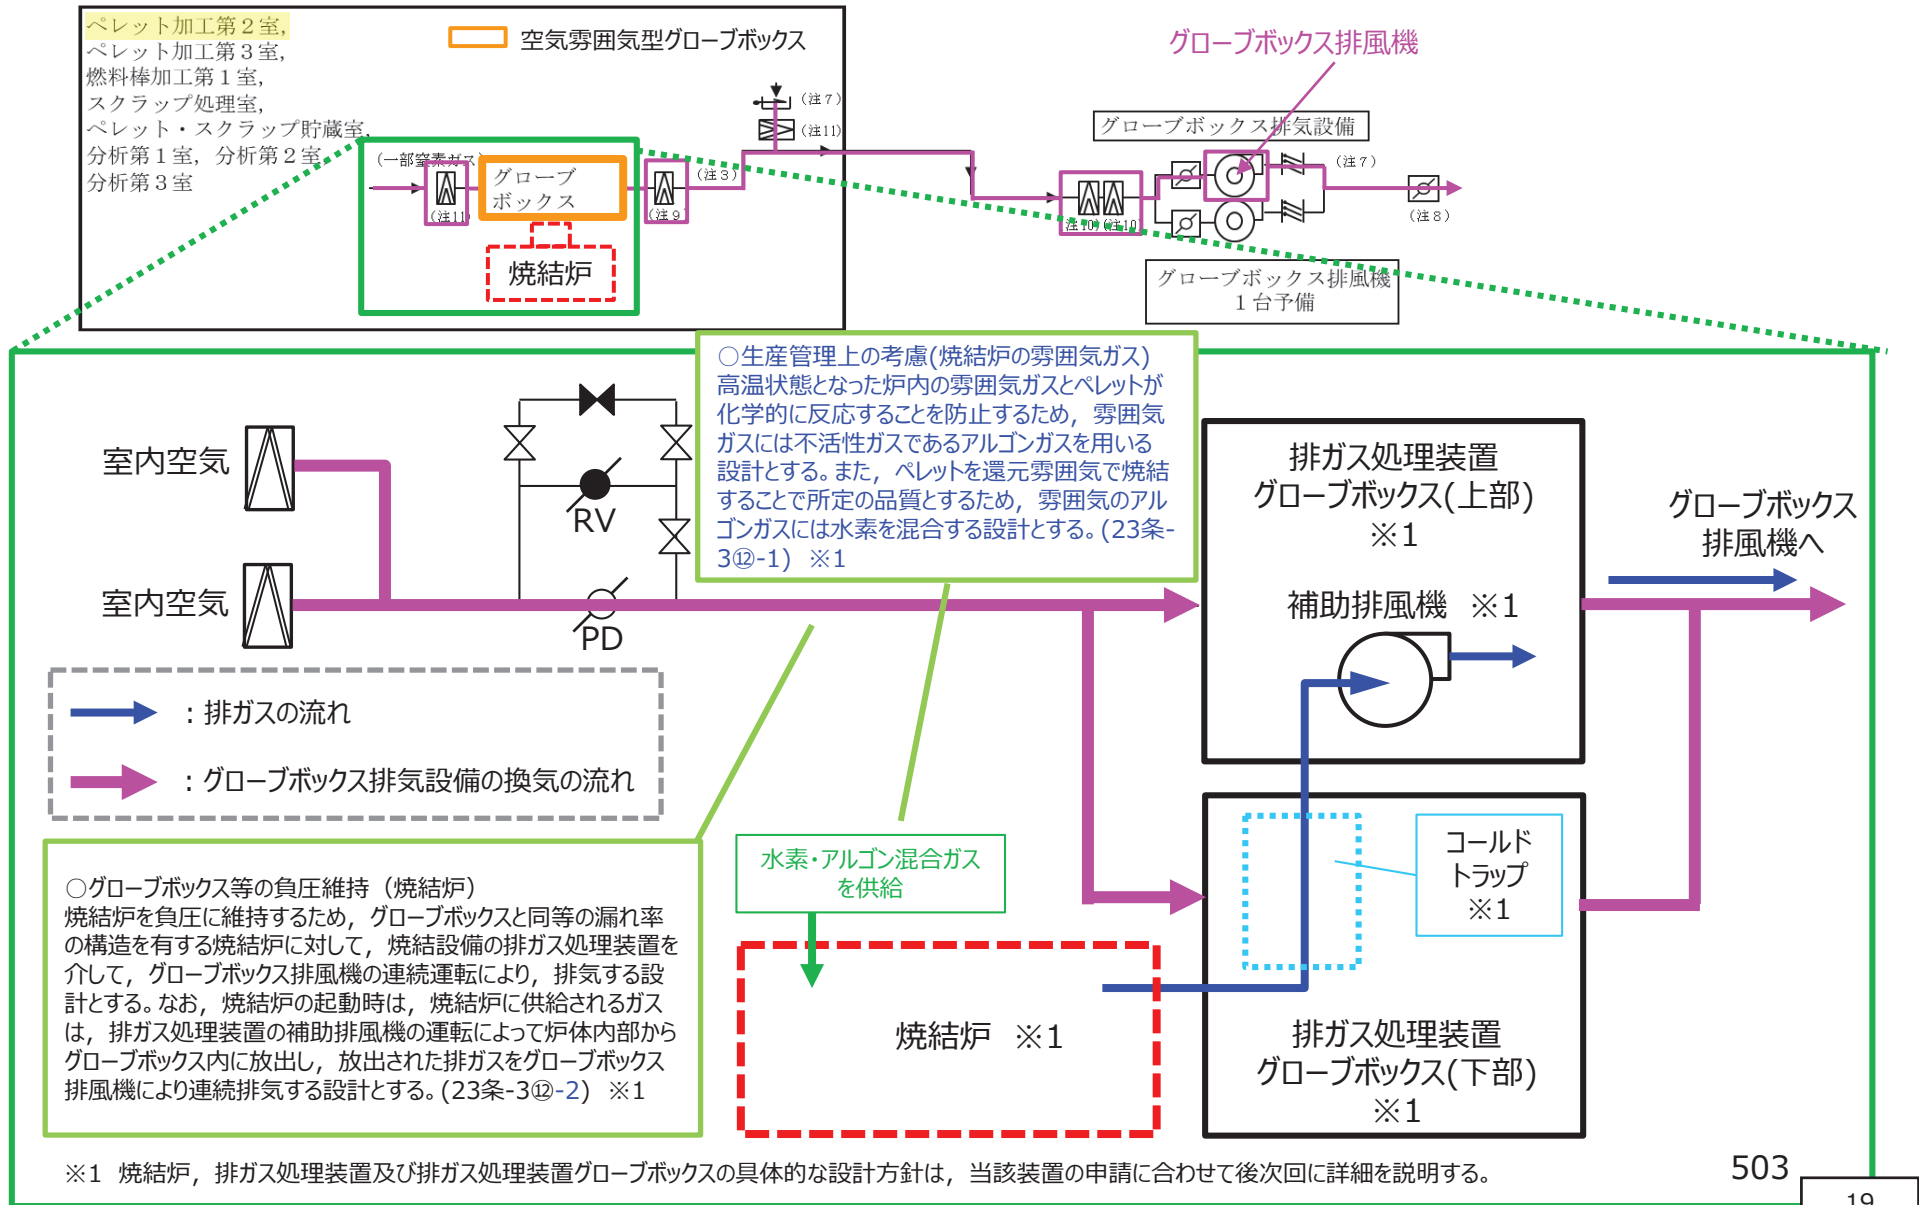 ペレット加工第２室,
ペレット加工第３室,
燃料棒加工第１室,
スクラップ処理室,
ペレット・スクラップ貯蔵室,
分析第１室, 分析第２室
分析第３室
空気雰囲気型グローブボックス
(一部窒素ガス)
(注11)
グローブ
ボックス
(注９)
(注３)
焼結炉
(注７)
(注11)
グローブボックス排風機
グローブボックス排気設備
(注７)
注10)(注10)
(注８)
グローブボックス排風機
１台予備
室内空気
室内空気
RV
PD
○生産管理上の考慮(焼結炉の雰囲気ガス)
高温状態となった炉内の雰囲気ガスとペレットが
化学的に反応することを防止するため, 雰囲気
ガスには不活性ガスであるアルゴンガスを用いる
設計とする。また, ペレットを還元雰囲気で焼結
することで所定の品質とするため, 雰囲気のアル
ゴンガスには水素を混合する設計とする。(23条-
3⑫-1) ※1
排ガス処理装置
グローブボックス(上部)
※1
補助排風機 ※1
グローブボックス
排風機へ
：排ガスの流れ
：グローブボックス排気設備の換気の流れ
○グローブボックス等の負圧維持（焼結炉）
焼結炉を負圧に維持するため, グローブボックスと同等の漏れ率
の構造を有する焼結炉に対して, 焼結設備の排ガス処理装置を
介して, グローブボックス排風機の連続運転により, 排気する設
計とする。なお, 焼結炉の起動時は, 焼結炉に供給されるガス
は, 排ガス処理装置の補助排風機の運転によって炉体内部から
グローブボックス内に放出し, 放出された排ガスをグローブボックス
排風機により連続排気する設計とする。(23条-3⑫-2) ※1
水素・アルゴン混合ガス
を供給
焼結炉 ※1
コールド
トラップ
※1
排ガス処理装置
グローブボックス(下部)
※1
※1 焼結炉, 排ガス処理装置及び排ガス処理装置グローブボックスの具体的な設計方針は, 当該装置の申請に合わせて後次回に詳細を説明する。
503
19